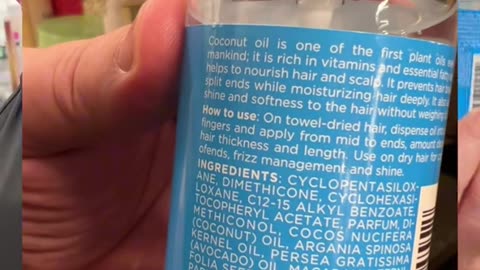 Coconut oil is one of the first plant oils
mankind; it is rich in vitamins and essential
helps to nourish hair and scalp. It prevents
split ends while moisturizing hair deeply. It
shine and softness to the hair without weighing
How to use: On towel-dried hair, dispense oil
fingers and apply from mid to ends, amount
hair thickness and length. Use on dry hair for
ofends, frizz management, and shine.
INGREDIENTS: CYCLOPENTASILOX-
ANE, DIMETHICONE, CYCLOHEXASI-
LOXANE, C12-15 ALKYL BENZOATE,
TOCOPHERYL ACETATE, PARFUM, DI-
METHICONOL, COCOS NUCIFERA
(COCONUT) OIL, ARGANIA SPINOSA
KERNEL OIL, PERSEA GRATISSIMA
(AVOCADO) OIL,
FOLIA